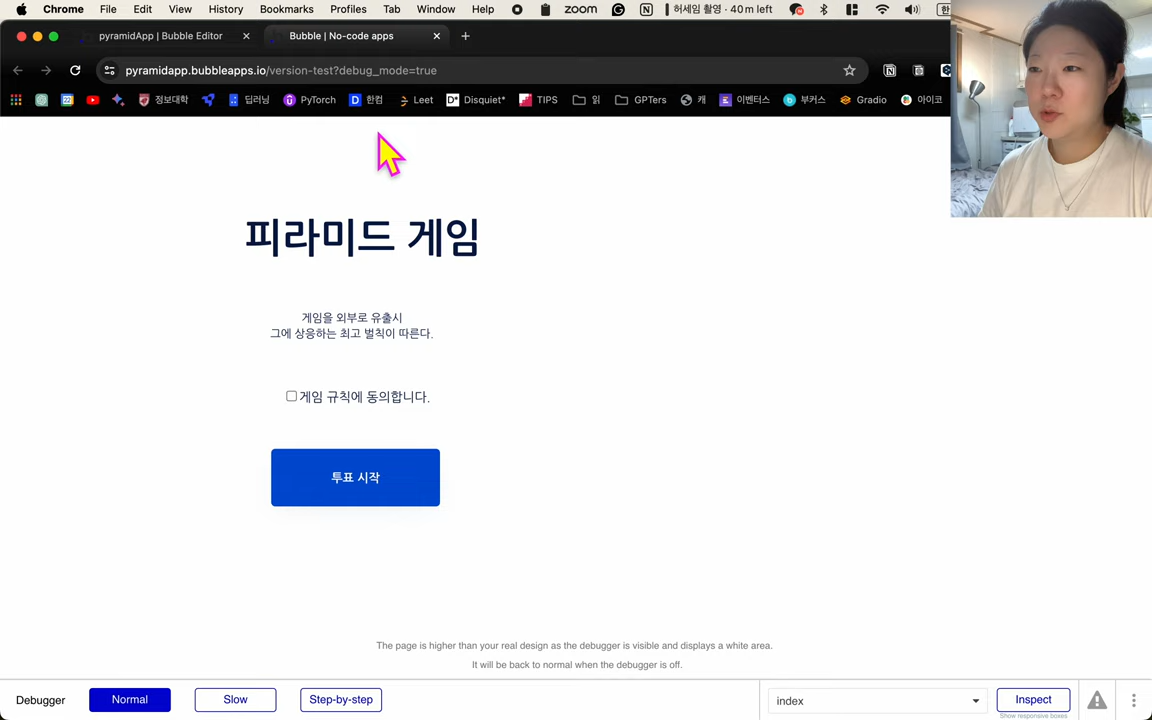 Chrome File Edit View History Bookmarks Profiles Tab Window Help zoom 허세임 촬영 · 40 m left 한
pyramidApp | Bubble Editor Bubble | No-code apps
pyramidapp.bubbleapps.io/version-test?debug_mode=true
정보대학 딥러닝 PyTorch 한컴 Leet Disquiet* TIPS 읽 GPTers 캐 이벤터스 부커스 Gradio 아이코
피라미드 게임
게임을 외부로 유출시
그에 상응하는 최고 벌칙이 따른다.
게임 규칙에 동의합니다.
투표 시작
The page is higher than your real design as the debugger is visible and displays a white area.
It will be back to normal when the debugger is off.
Debugger Normal Slow Step-by-step index Inspect
Show responsive boxes